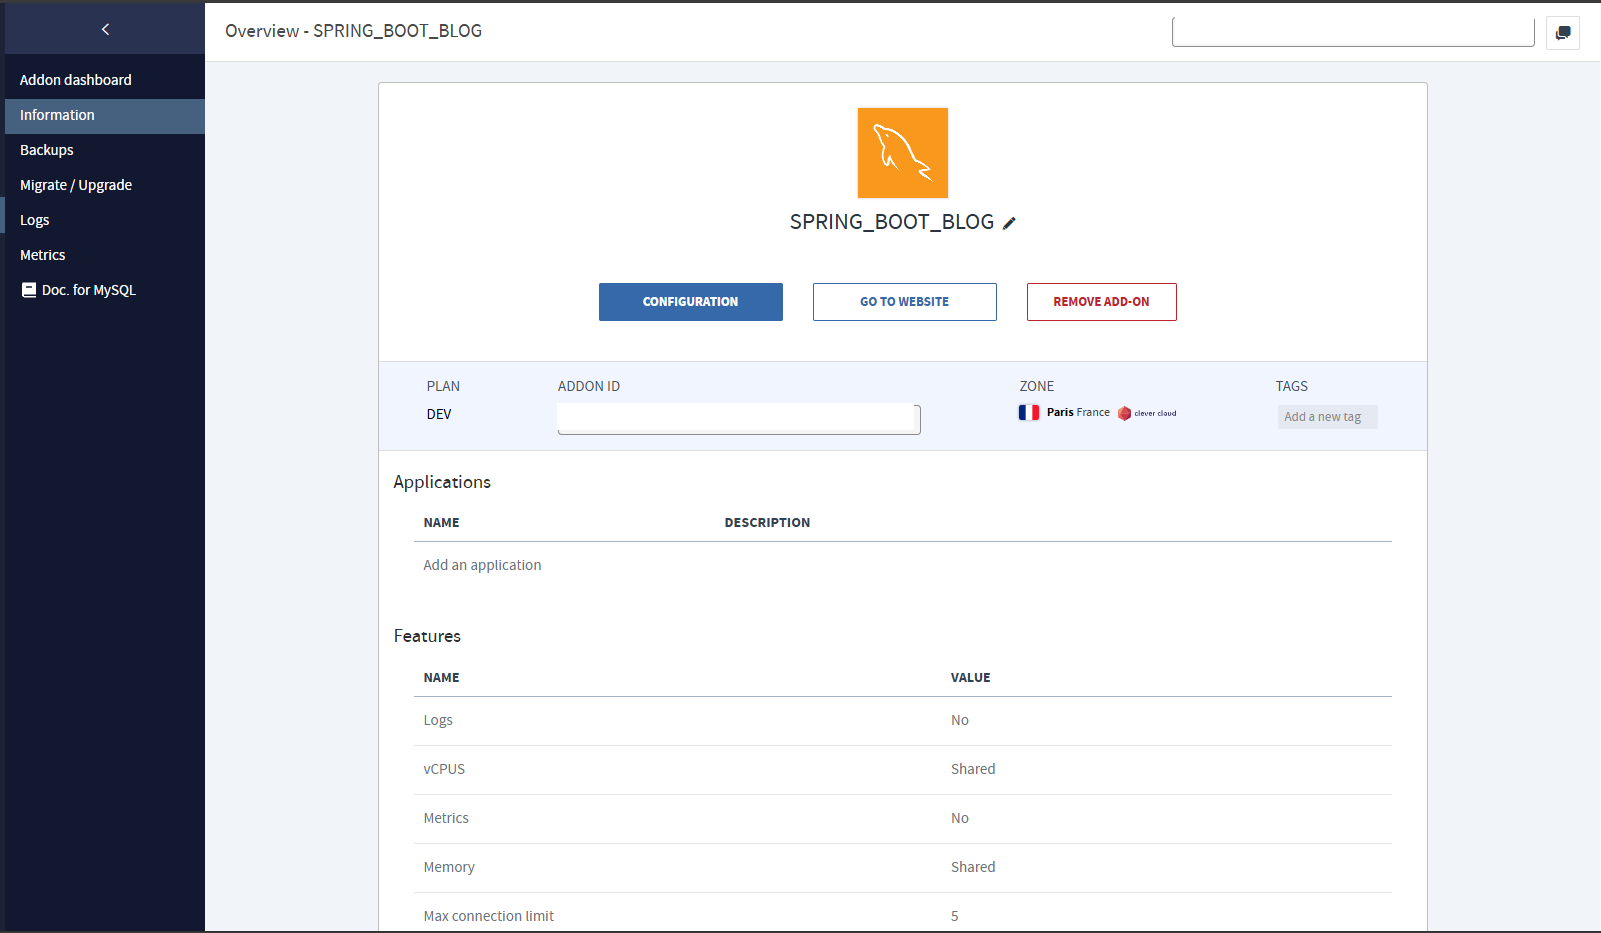 Overview - SPRING_BOOT_BLOG
Addon dashboard
Information
Backups
Migrate / Upgrade
Logs
Metrics
Doc. for MySQL
SPRING_BOOT_BLOG
CONFIGURATION
GO TO WEBSITE
REMOVE ADD-ON
PLAN
DEV
ADDON ID
ZONE
Paris France clever cloud
TAGS
Add a new tag
Applications
NAME DESCRIPTION
Add an application
Features
NAME VALUE
Logs No
vCPUS Shared
Metrics No
Memory Shared
Max connection limit 5